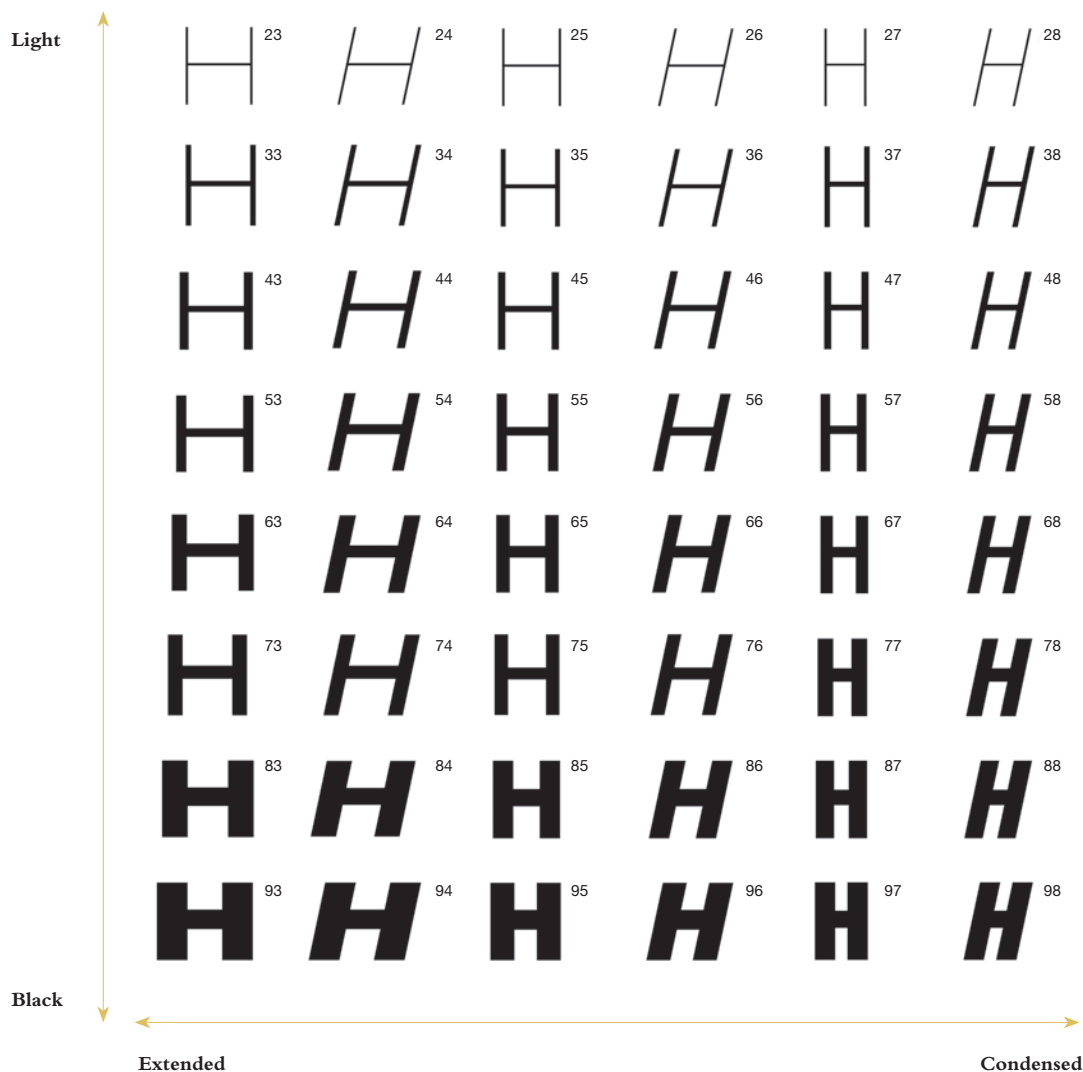 Light
H 23 H 24 H 25 H 26 H 27 H 28
H 33 H 34 H 35 H 36 H 37 H 38
H 43 H 44 H 45 H 46 H 47 H 48
H 53 H 54 H 55 H 56 H 57 H 58
H 63 H 64 H 65 H 66 H 67 H 68
H 73 H 74 H 75 H 76 H 77 H 78
H 83 H 84 H 85 H 86 H 87 H 88
H 93 H 94 H 95 H 96 H 97 H 98
Black
Extended Condensed